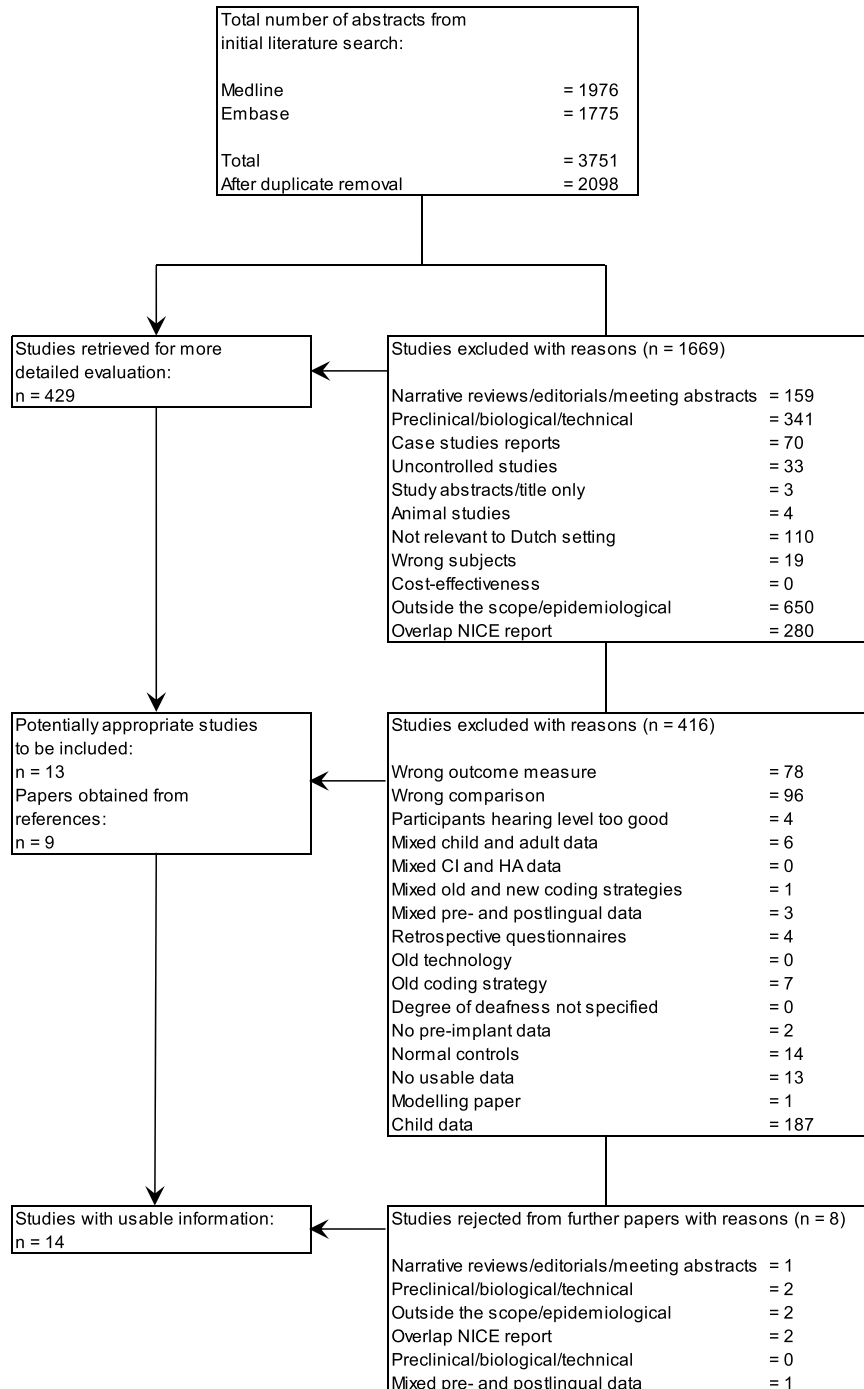 Total number of abstracts from
initial literature search:
Medline = 1976
Embase = 1775
Total = 3751
After duplicate removal = 2098
Studies retrieved for more
detailed evaluation:
n = 429
Studies excluded with reasons (n = 1669)
Narrative reviews/editorials/meeting abstracts = 159
Preclinical/biological/technical = 341
Case studies reports = 70
Uncontrolled studies = 33
Study abstracts/title only = 3
Animal studies = 4
Not relevant to Dutch setting = 110
Wrong subjects = 19
Cost-effectiveness = 0
Outside the scope/epidemiological = 650
Overlap NICE report = 280
Potentially appropriate studies
to be included:
n = 13
Papers obtained from
references:
n = 9
Studies excluded with reasons (n = 416)
Wrong outcome measure = 78
Wrong comparison = 96
Participants hearing level too good = 4
Mixed child and adult data = 6
Mixed CI and HA data = 0
Mixed old and new coding strategies = 1
Mixed pre- and postlingual data = 3
Retrospective questionnaires = 4
Old technology = 0
Old coding strategy = 7
Degree of deafness not specified = 0
No pre-implant data = 2
Normal controls = 14
No usable data = 13
Modelling paper = 1
Child data = 187
Studies with usable information:
n = 14
Studies rejected from further papers with reasons (n = 8)
Narrative reviews/editorials/meeting abstracts = 1
Preclinical/biological/technical = 2
Outside the scope/epidemiological = 2
Overlap NICE report = 2
Preclinical/biological/technical = 0
Mixed pre- and postlingual data = 1